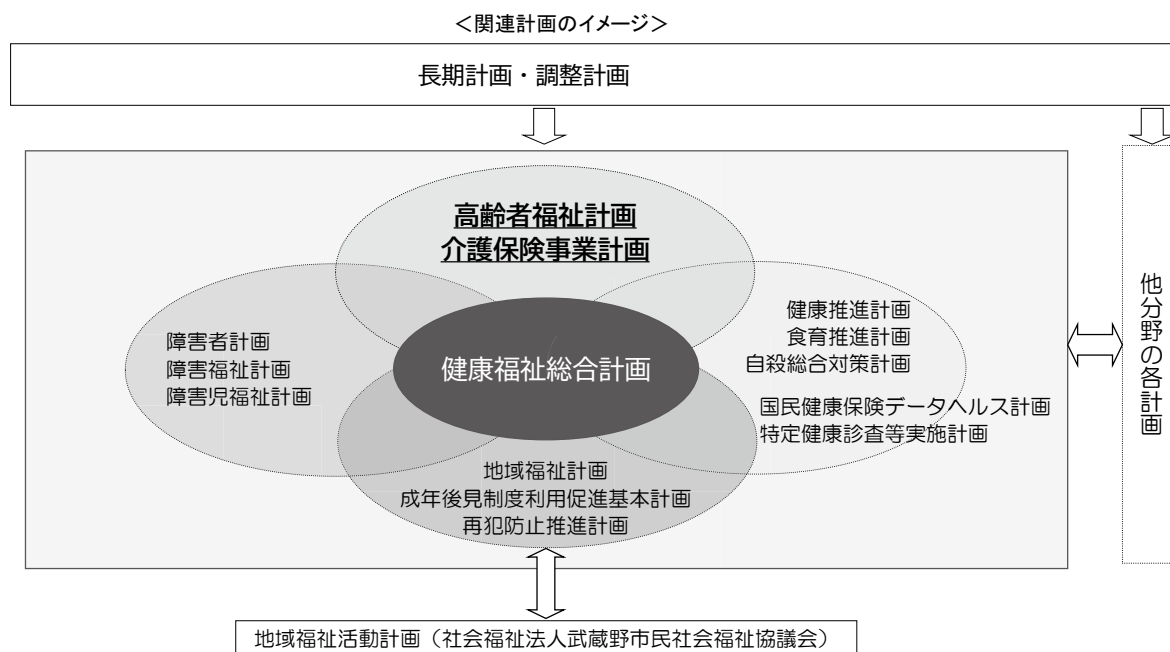 ＜関連計画のイメージ＞
長期計画・調整計画
高齢者福祉計画
介護保険事業計画
障害者計画
障害福祉計画
障害児福祉計画
健康福祉総合計画
健康推進計画
食育推進計画
自殺総合対策計画
国民健康保険データヘルス計画
特定健康診査等実施計画
地域福祉計画
成年後見制度利用促進基本計画
再犯防止推進計画
他分野の各計画
地域福祉活動計画（社会福祉法人武蔵野市民社会福祉協議会）